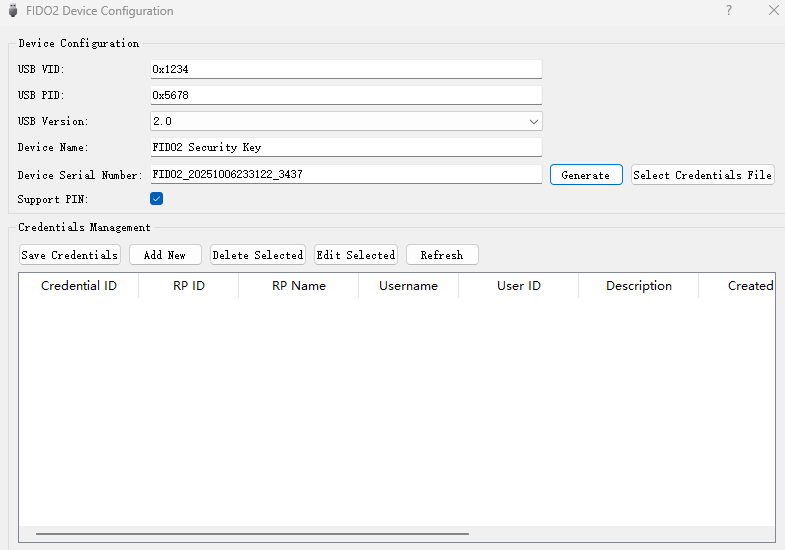 FIDO2 Device Configuration ?
Device Configuration
USB VID: 0x1234
USB PID: 0x5678
USB Version: 2.0
Device Name: FIDO2 Security Key
Device Serial Number: FIDO2_20251006233122_3437 Generate Select Credentials File
Support PIN:
Credentials Management
Save Credentials Add New Delete Selected Edit Selected Refresh
Credential ID RP ID RP Name Username User ID Description Created